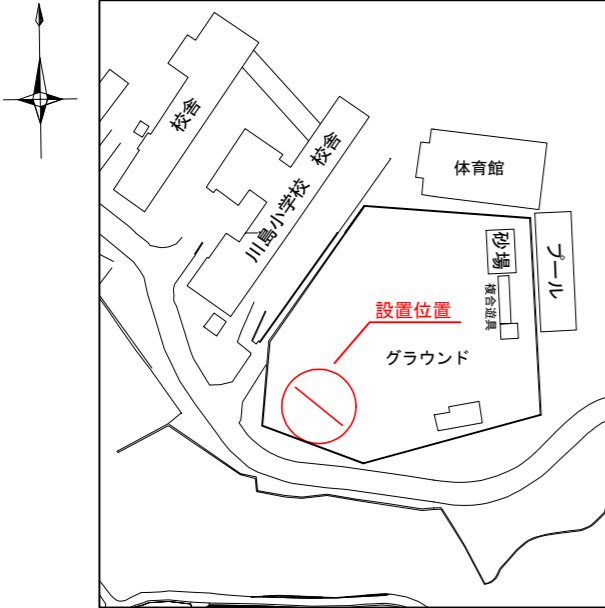 校舎
川島小学校 校舎
体育館
プール
砂場
複合遊具
設置位置
グラウンド